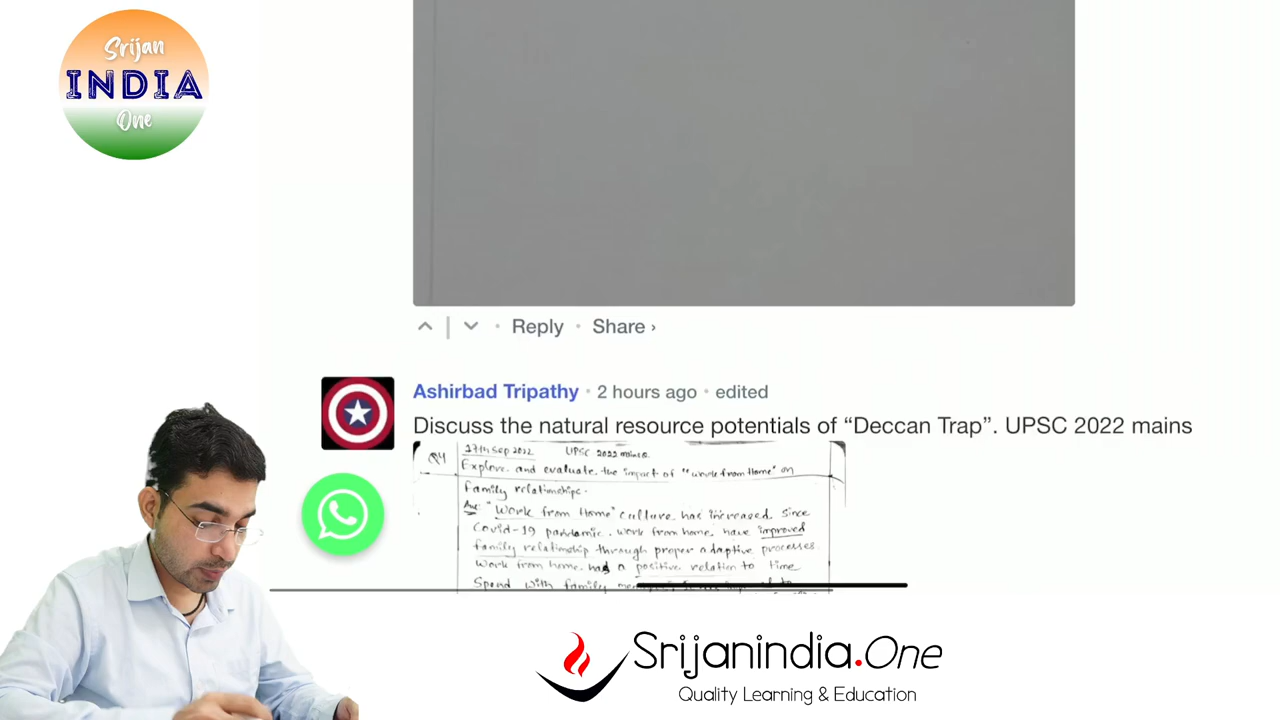 Srijan
INDIA
One
Reply · Share ›
Ashirbad Tripathy · 2 hours ago · edited
Discuss the natural resource potentials of “Deccan Trap”. UPSC 2022 mains
17th Sep 2022 UPSC 2022 mains Q.
Q4 Explore and evaluate the impact of "work from Home" on
family relationships.
Ans: "Work from Home" culture has increased since
Covid-19 pandamic. work from home have improved
family relationship through proper adaptive processes.
Work from home had a positive relation to time
Spend with family
Srijanindia.One
Quality Learning & Education